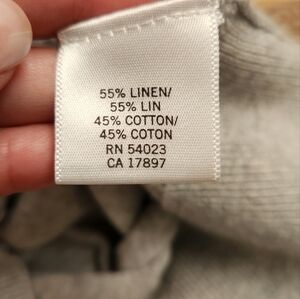 55% LINEN/
55% LIN
45% COTTON/
45% COTON
RN 54023
CA 17897